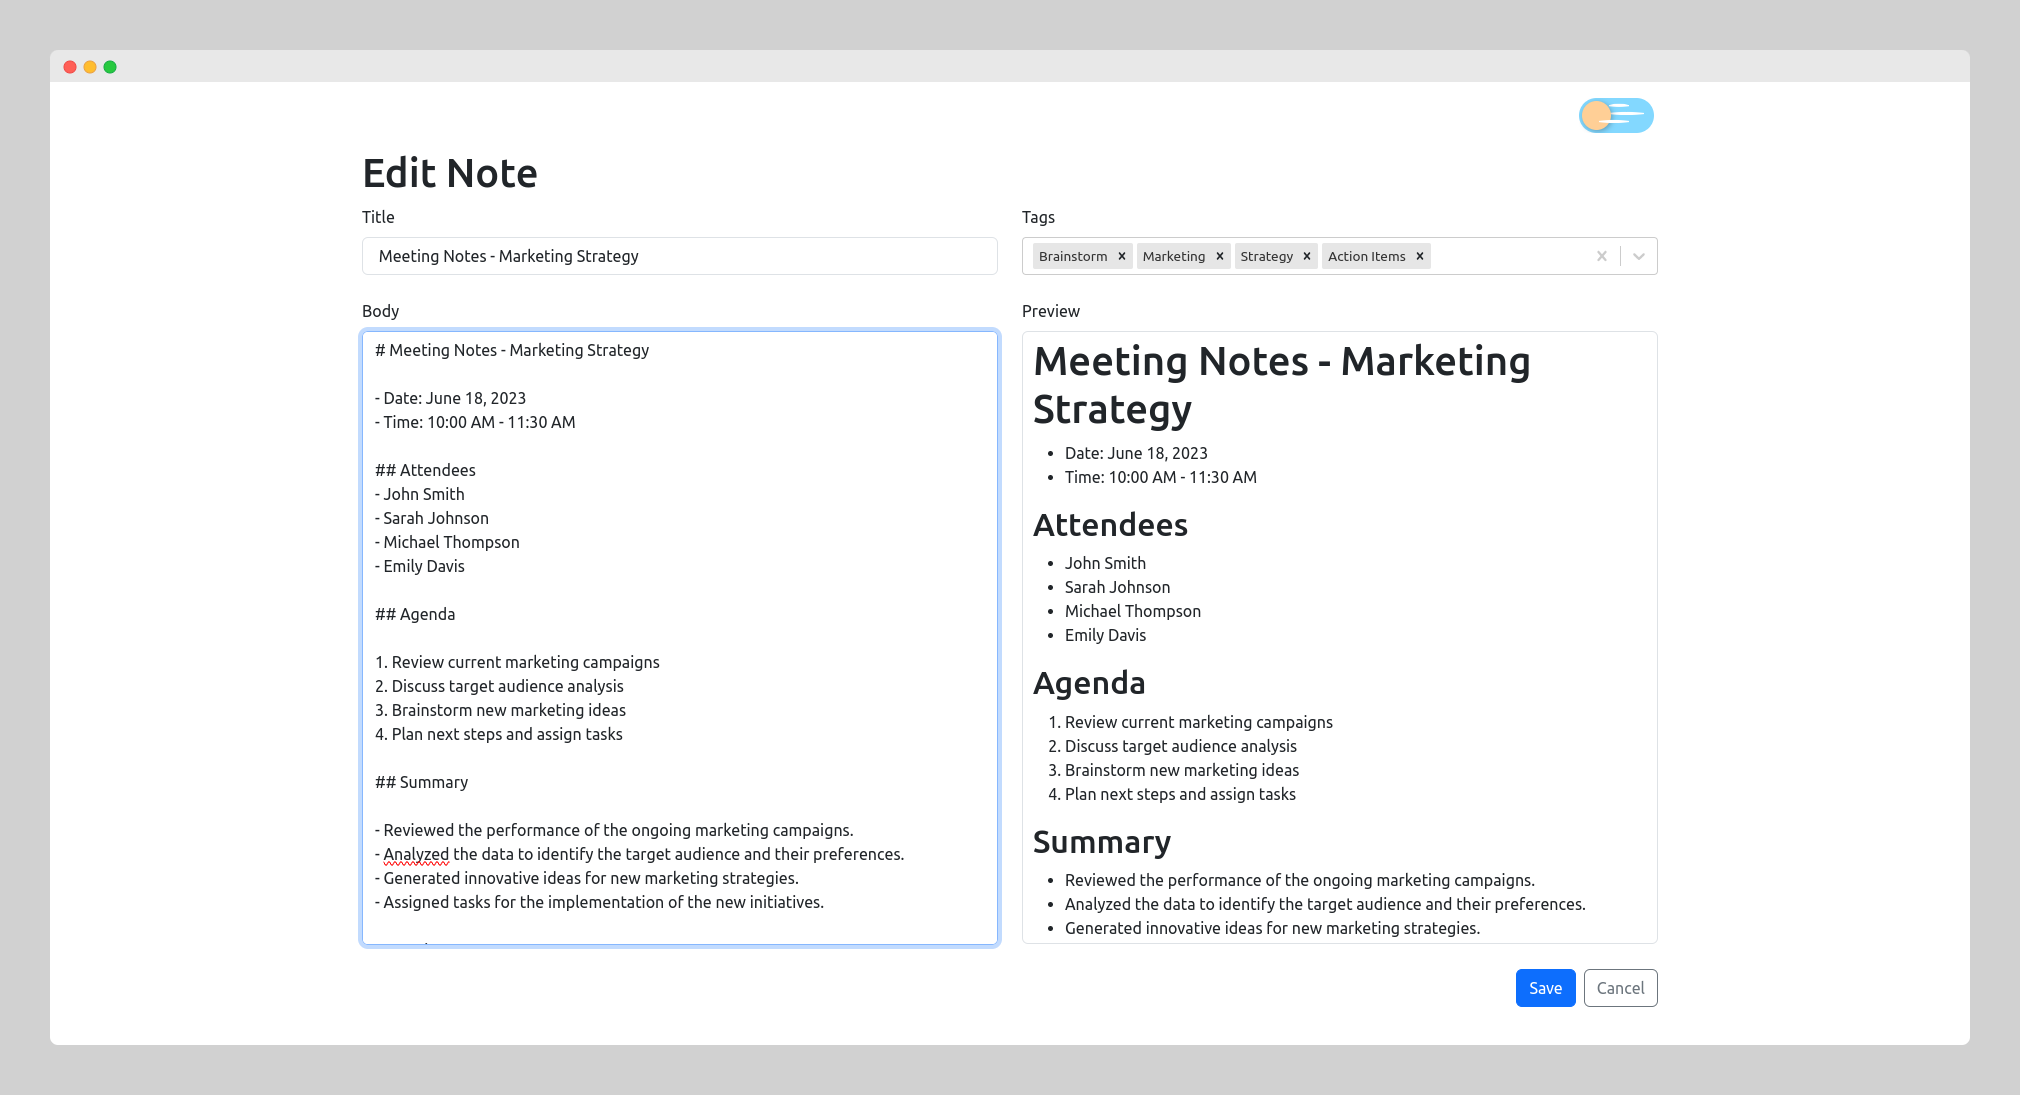 Edit Note
Title
Tags
Meeting Notes - Marketing Strategy
Brainstorm x Marketing x Strategy x Action Items x
Body
Preview
# Meeting Notes - Marketing Strategy
- Date: June 18, 2023
- Time: 10:00 AM - 11:30 AM
## Attendees
- John Smith
- Sarah Johnson
- Michael Thompson
- Emily Davis
## Agenda
1. Review current marketing campaigns
2. Discuss target audience analysis
3. Brainstorm new marketing ideas
4. Plan next steps and assign tasks
## Summary
- Reviewed the performance of the ongoing marketing campaigns.
- Analyzed the data to identify the target audience and their preferences.
- Generated innovative ideas for new marketing strategies.
- Assigned tasks for the implementation of the new initiatives.
Meeting Notes - Marketing
Strategy
• Date: June 18, 2023
• Time: 10:00 AM - 11:30 AM
Attendees
• John Smith
• Sarah Johnson
• Michael Thompson
• Emily Davis
Agenda
1. Review current marketing campaigns
2. Discuss target audience analysis
3. Brainstorm new marketing ideas
4. Plan next steps and assign tasks
Summary
• Reviewed the performance of the ongoing marketing campaigns.
• Analyzed the data to identify the target audience and their preferences.
• Generated innovative ideas for new marketing strategies.
Save
Cancel